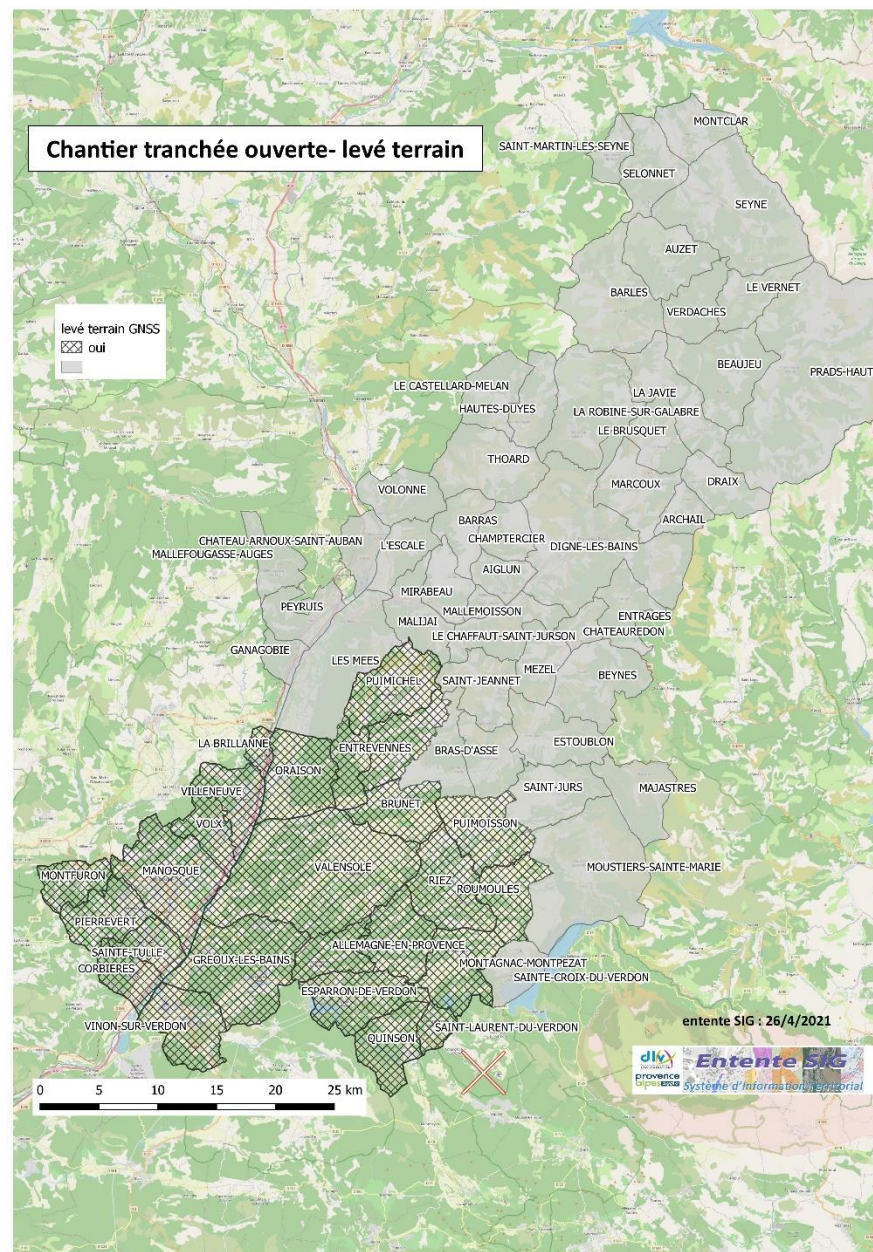 MONTCLAR
Chantier tranchée ouverte- levé terrain
SAINT-MARTIN-LES-SEYNE
SELONNET
SEYNE
AUZET
LE VERNET
BARLES
VERDACHES
levé terrain GNSS
oui
BEAUJEU
PRADS-HAUT
LE CASTELLARD-MELAN
LA JAVIE
HAUTES-DUYES
LA ROBINE-SUR-GALABRE
LE BRUSQUET
THOARD
MARCOUX
DRAIX
VOLONNE
BARRAS
ARCHAIL
CHATEAU-ARNOUX-SAINT-AUBAN
L'ESCALE
CHAMPTERCIER
DIGNE-LES-BAINS
MALLEFOUGASSE-AUGES
AIGLUN
MIRABEAU
PEYRUIS
MALLEMOISSON
ENTRAGES
MALIJAI
LE CHAFFAUT-SAINT-JURSON
CHATEAUREDON
GANAGOBIE
LES MEES
MEZEL
PUIMICHEL
SAINT-JEANNET
BEYNES
LA BRILLANNE
ENTREVENNES
BRAS-D'ASSE
ESTOUBLON
ORAISON
VILLENEUVE
SAINT-JURS
MAJASTRES
BRUNET
VOLX
PUIMOISSON
VALENSOLE
MOUSTIERS-SAINTE-MARIE
MANOSQUE
MONTFURON
RIEZ
ROUMOULES
PIERREVERT
ALLEMAGNE-EN-PROVENCE
SAINTE-TULLE
GREOUX-LES-BAINS
MONTAGNAC-MONTPEZAT
CORBIERES
SAINTE-CROIX-DU-VERDON
ESPARRON-DE-VERDON
VINON-SUR-VERDON
SAINT-LAURENT-DU-VERDON
entente SIG : 26/4/2021
QUINSON
dlv
provence
alpes
Entente SIG
Système d'Information Territorial
0 5 10 15 20 25 km